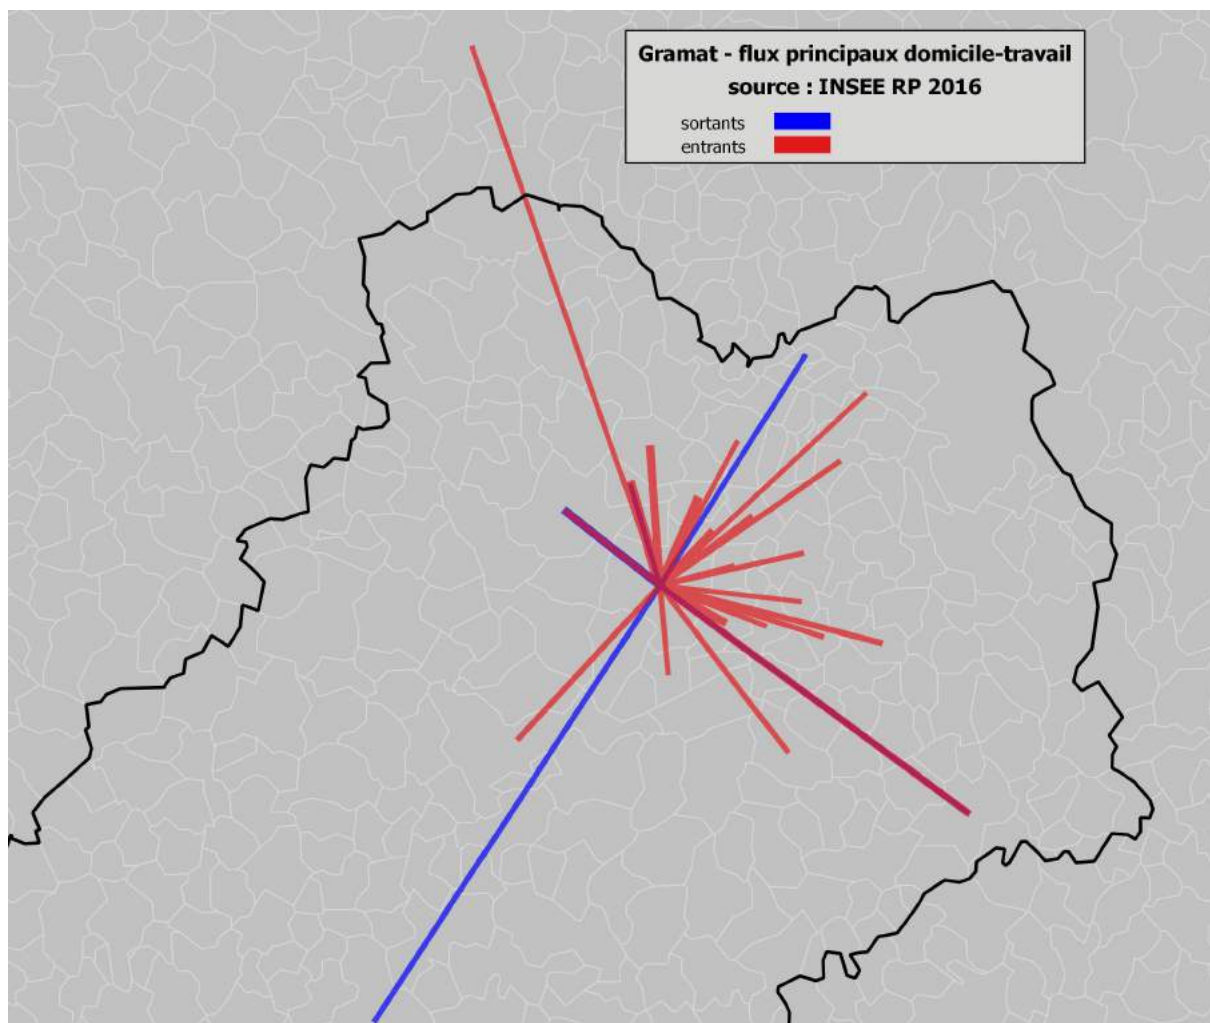 Gramat - flux principaux domicile-travail
source : INSEE RP 2016
sortants
entrants